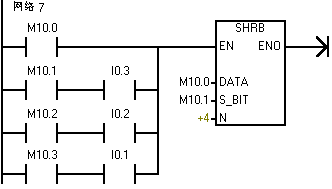 网络 7
M10.0
SHRB
EN ENO
M10.1 I0.3
M10.0 DATA
M10.1 S_BIT
M10.2 I0.2
+4 N
M10.3 I0.1